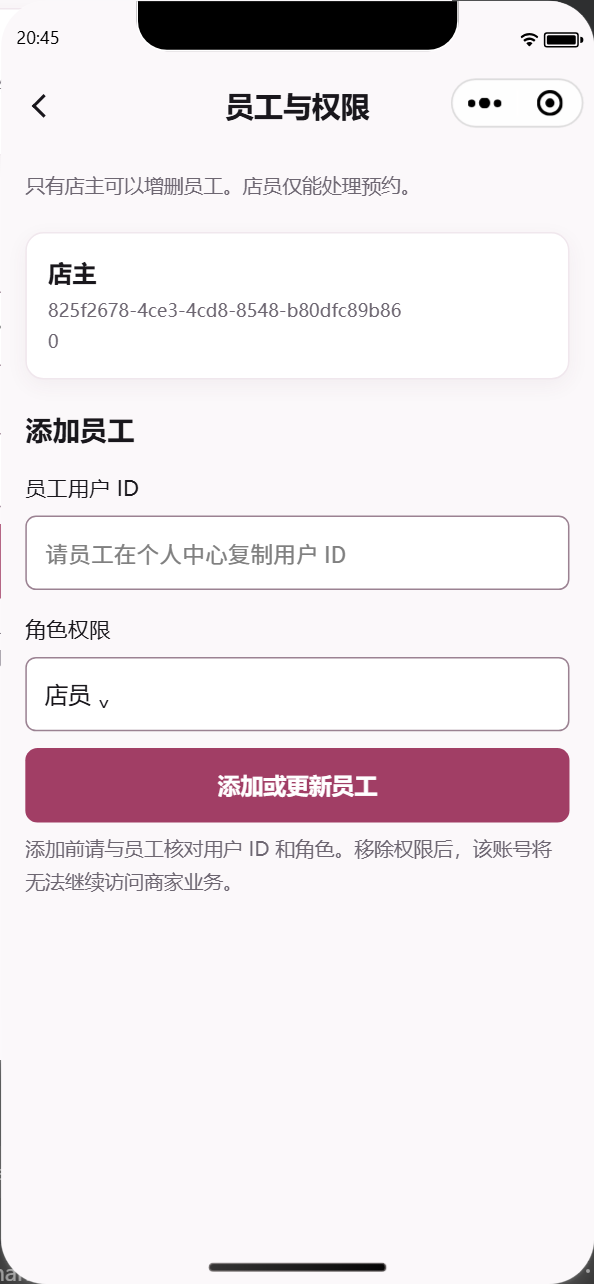 20:45
员工与权限
只有店主可以增删员工。店员仅能处理预约。
店主
825f2678-4ce3-4cd8-8548-b80dfc89b86
0
添加员工
员工用户 ID
请员工在个人中心复制用户 ID
角色权限
店员 ˅
添加或更新员工
添加前请与员工核对用户 ID 和角色。移除权限后，该账号将
无法继续访问商家业务。